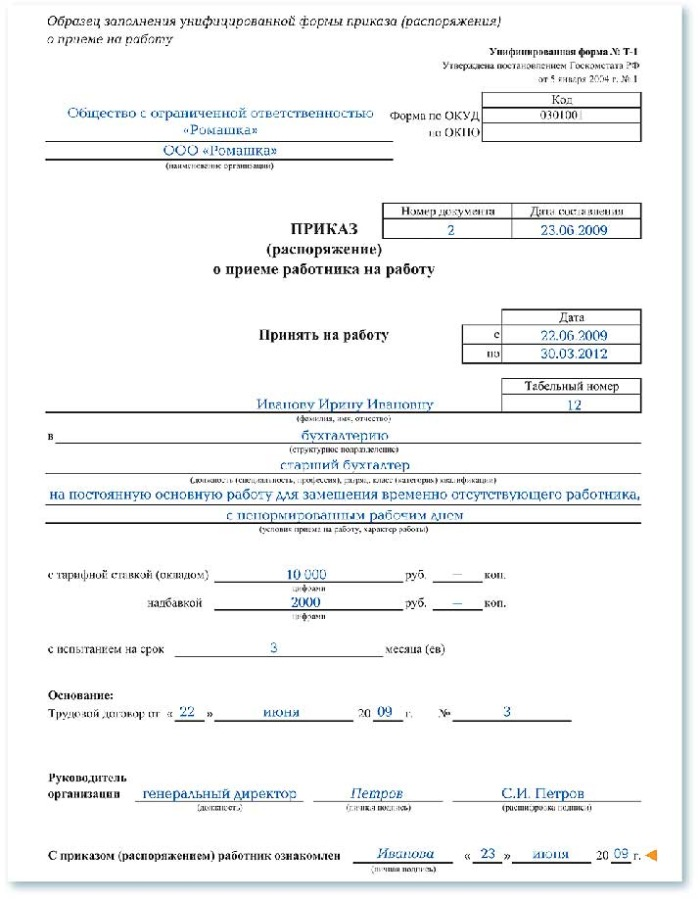 Образец заполнения унифицированной формы приказа (распоряжения)
о приеме на работу
Унифицированная форма № Т-1
Утверждена постановлением Госкомстата РФ
от 5 января 2004 г. № 1
Код
Форма по ОКУД 0301001
по ОКПО
Общество с ограниченной ответственностью
«Ромашка»
ООО «Ромашка»
(наименование организации)
Номер документа Дата составления
2 23.06.2009
ПРИКАЗ
(распоряжение)
о приеме работника на работу
Дата
Принять на работу с 22.06.2009
по 30.03.2012
Табельный номер
Иванову Ирину Ивановну 12
(фамилия, имя, отчество)
в бухгалтерию
(структурное подразделение)
старший бухгалтер
(должность (специальность, профессия), разряд, класс (категория) квалификации)
на постоянную основную работу для замещения временно отсутствующего работника,
с ненормированным рабочим днем
(условия приема на работу, характер работы)
с тарифной ставкой (окладом) 10 000 руб. — коп.
цифрами
надбавкой 2000 руб. — коп.
цифрами
с испытанием на срок 3 месяца (ев)
Основание:
Трудовой договор от « 22 » июня 20 09 г. № 3
Руководитель
организации генеральный директор Петров С.И. Петров
(должность) (личная подпись) (расшифровка подписи)
С приказом (распоряжением) работник ознакомлен Иванова « 23 » июня 20 09 г.
(личная подпись)